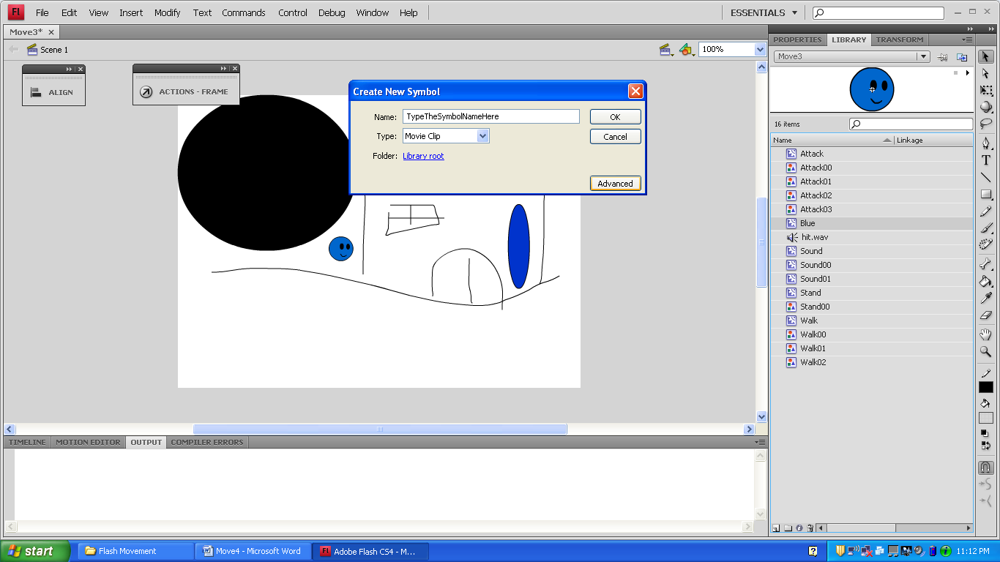 Fl File Edit View Insert Modify Text Commands Control Debug Window Help ESSENTIALS
Move3* ×
Scene 1 100%
ALIGN
ACTIONS - FRAME
Create New Symbol
Name: TypeTheSymbolNameHere OK
Type: Movie Clip Cancel
Folder: Library root
Advanced
PROPERTIES LIBRARY TRANSFORM
Move3
16 items
Name Linkage
Attack
Attack00
Attack01
Attack02
Attack03
Blue
hit.wav
Sound
Sound00
Sound01
Stand
Stand00
Walk
Walk00
Walk01
Walk02
T
TIMELINE MOTION EDITOR OUTPUT COMPILER ERRORS
start Flash Movement Move4 - Microsoft Word Fl Adobe Flash CS4 - M... 11:12 PM